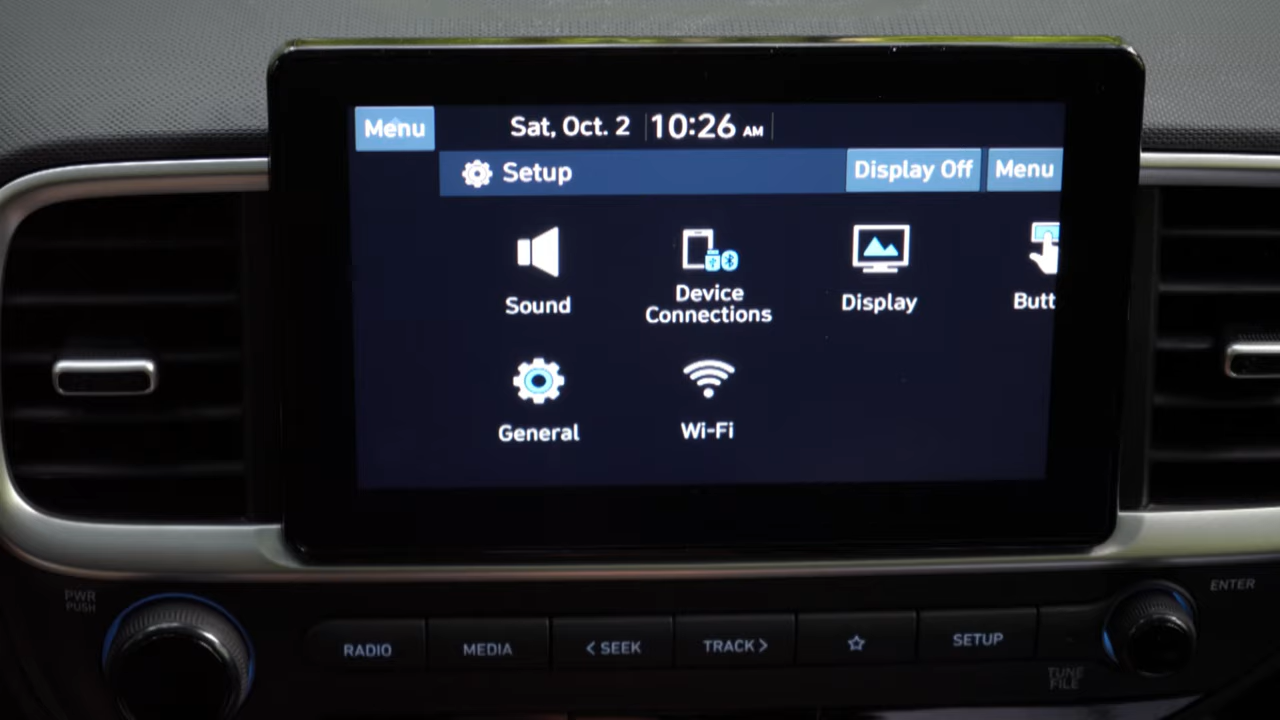 Menu
Sat, Oct. 2 10:26 AM
Setup
Display Off
Menu
Sound
Device
Connections
Display
Butt
General
Wi-Fi
PWR
PUSH
RADIO
MEDIA
< SEEK
TRACK >
SETUP
ENTER
TUNE
FILE